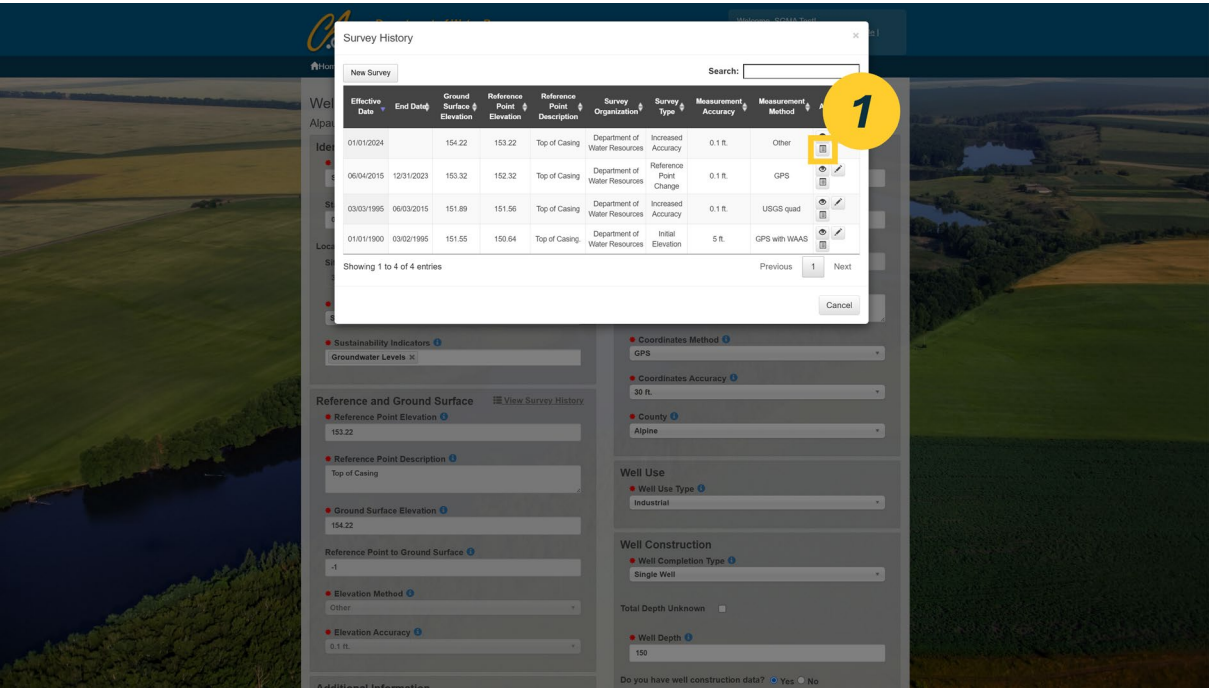 Survey History
×
New Survey
Search:
Effective Date
End Date
Ground Surface Elevation
Reference Point Elevation
Reference Point Description
Survey Organization
Survey Type
Measurement Accuracy
Measurement Method
1
01/01/2024 154.22 153.22 Top of Casing Department of Water Resources Increased Accuracy 0.1 ft. Other
06/04/2015 12/31/2023 153.32 152.32 Top of Casing Department of Water Resources Reference Point Change 0.1 ft. GPS
03/03/1995 06/03/2015 151.89 151.56 Top of Casing Department of Water Resources Increased Accuracy 0.1 ft. USGS quad
01/01/1900 03/02/1995 151.55 150.64 Top of Casing. Department of Water Resources Initial Elevation 5 ft. GPS with WAAS
Showing 1 to 4 of 4 entries
Previous 1 Next
Cancel
Sustainability Indicators
Groundwater Levels ×
Reference and Ground Surface
View Survey History
Reference Point Elevation
153.22
Reference Point Description
Top of Casing
Ground Surface Elevation
154.22
Reference Point to Ground Surface
-1
Elevation Method
Other
Elevation Accuracy
0.1 ft.
Coordinates Method
GPS
Coordinates Accuracy
30 ft.
County
Alpine
Well Use
Well Use Type
Industrial
Well Construction
Well Completion Type
Single Well
Total Depth Unknown
Well Depth
150
Do you have well construction data? Yes No